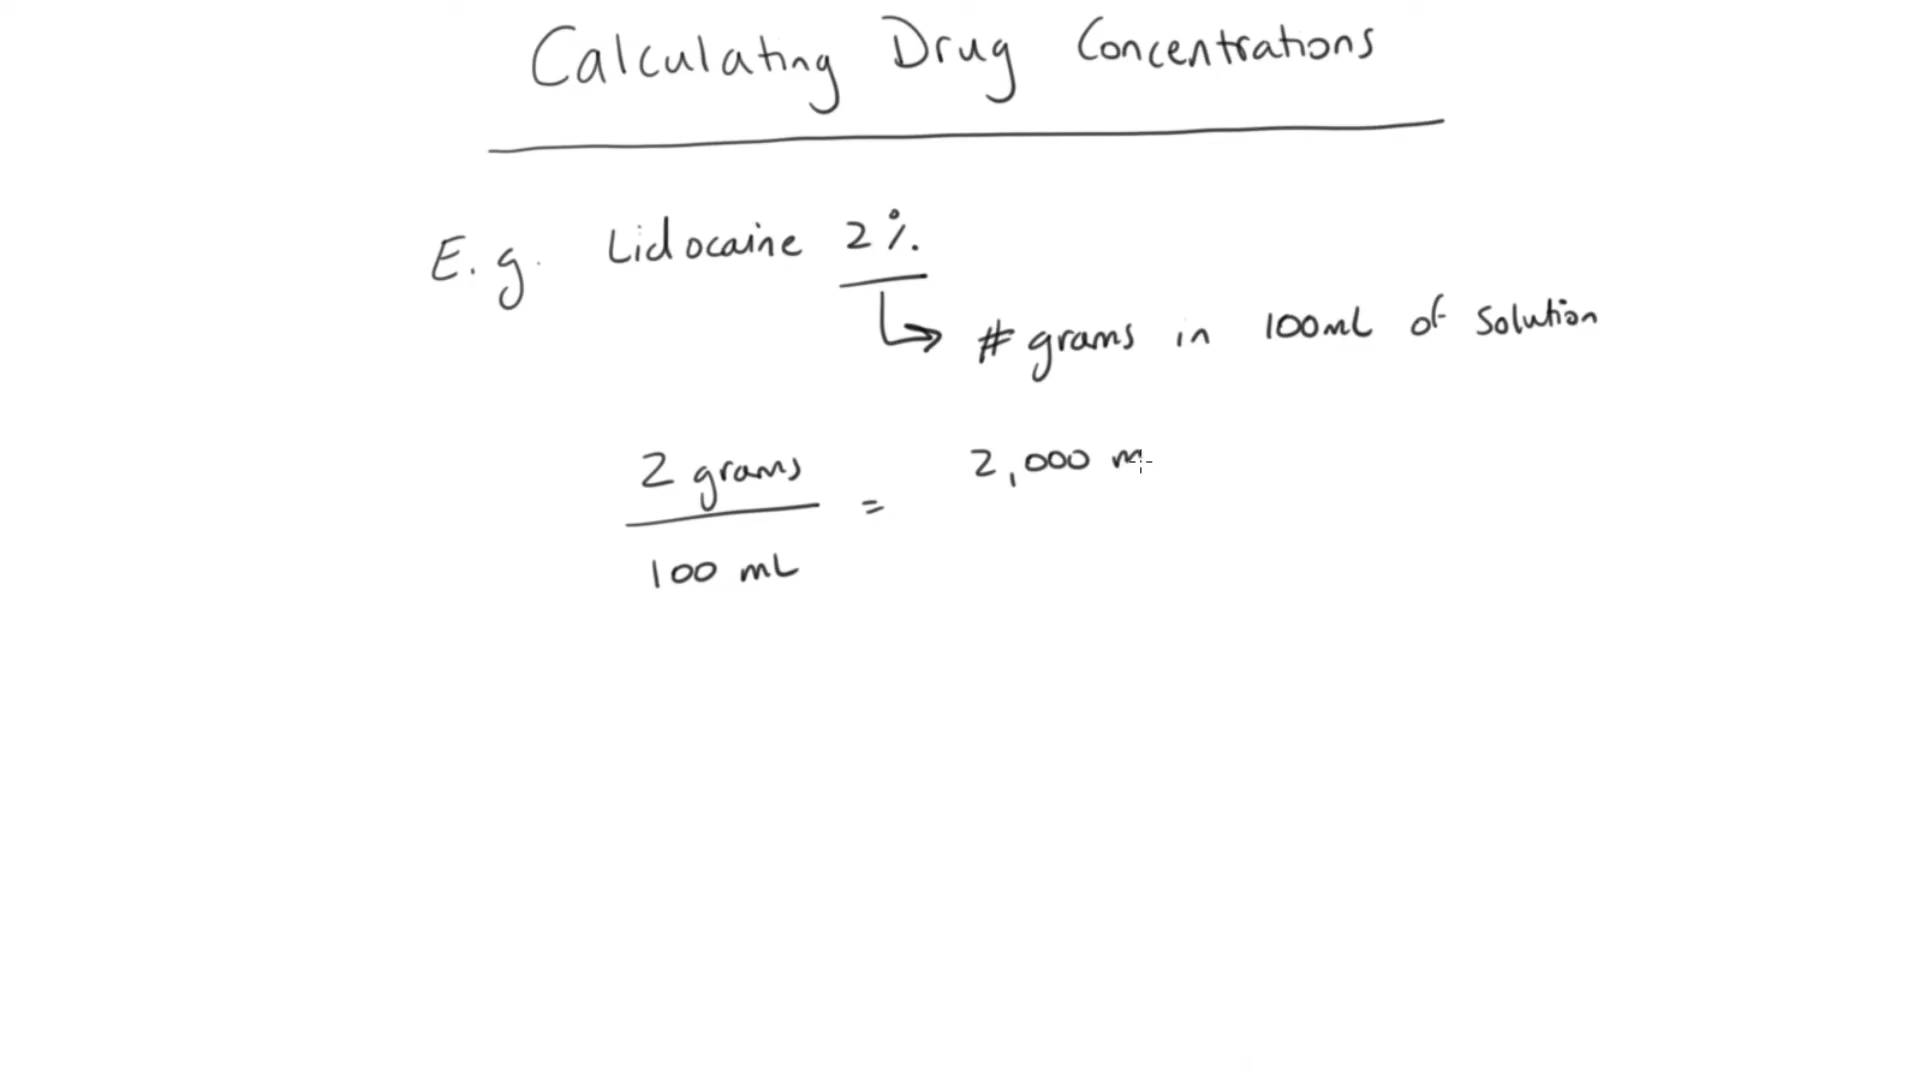 Calculating Drug Concentrations
E.g. Lidocaine 2%
# grams in 100mL of Solution
2 grams
100 mL
=
2,000 m